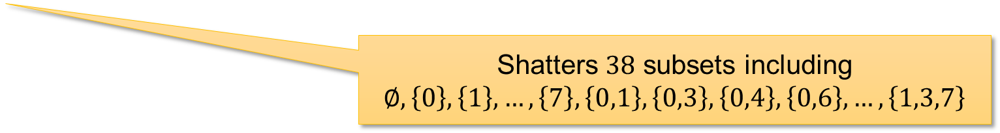 Shatters 38 subsets including
∅, {0}, {1}, … , {7}, {0,1}, {0,3}, {0,4}, {0,6}, … , {1,3,7}